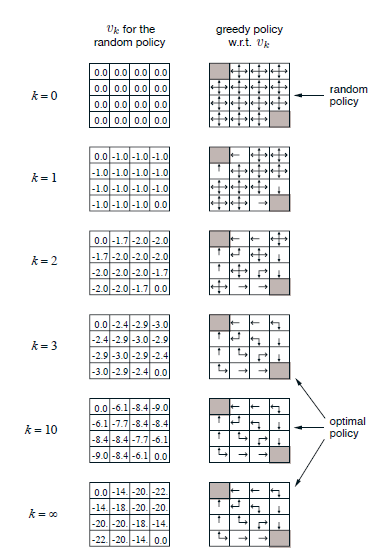 vk for the
random policy
greedy policy
w.r.t. vk
k = 0
0.0 0.0 0.0 0.0
0.0 0.0 0.0 0.0
0.0 0.0 0.0 0.0
0.0 0.0 0.0 0.0
random
policy
k = 1
0.0 -1.0 -1.0 -1.0
-1.0 -1.0 -1.0 -1.0
-1.0 -1.0 -1.0 -1.0
-1.0 -1.0 -1.0 0.0
k = 2
0.0 -1.7 -2.0 -2.0
-1.7 -2.0 -2.0 -2.0
-2.0 -2.0 -2.0 -1.7
-2.0 -2.0 -1.7 0.0
k = 3
0.0 -2.4 -2.9 -3.0
-2.4 -2.9 -3.0 -2.9
-2.9 -3.0 -2.9 -2.4
-3.0 -2.9 -2.4 0.0
k = 10
0.0 -6.1 -8.4 -9.0
-6.1 -7.7 -8.4 -8.4
-8.4 -8.4 -7.7 -6.1
-9.0 -8.4 -6.1 0.0
optimal
policy
k = ∞
0.0 -14. -20. -22.
-14. -18. -20. -20.
-20. -20. -18. -14.
-22. -20. -14. 0.0